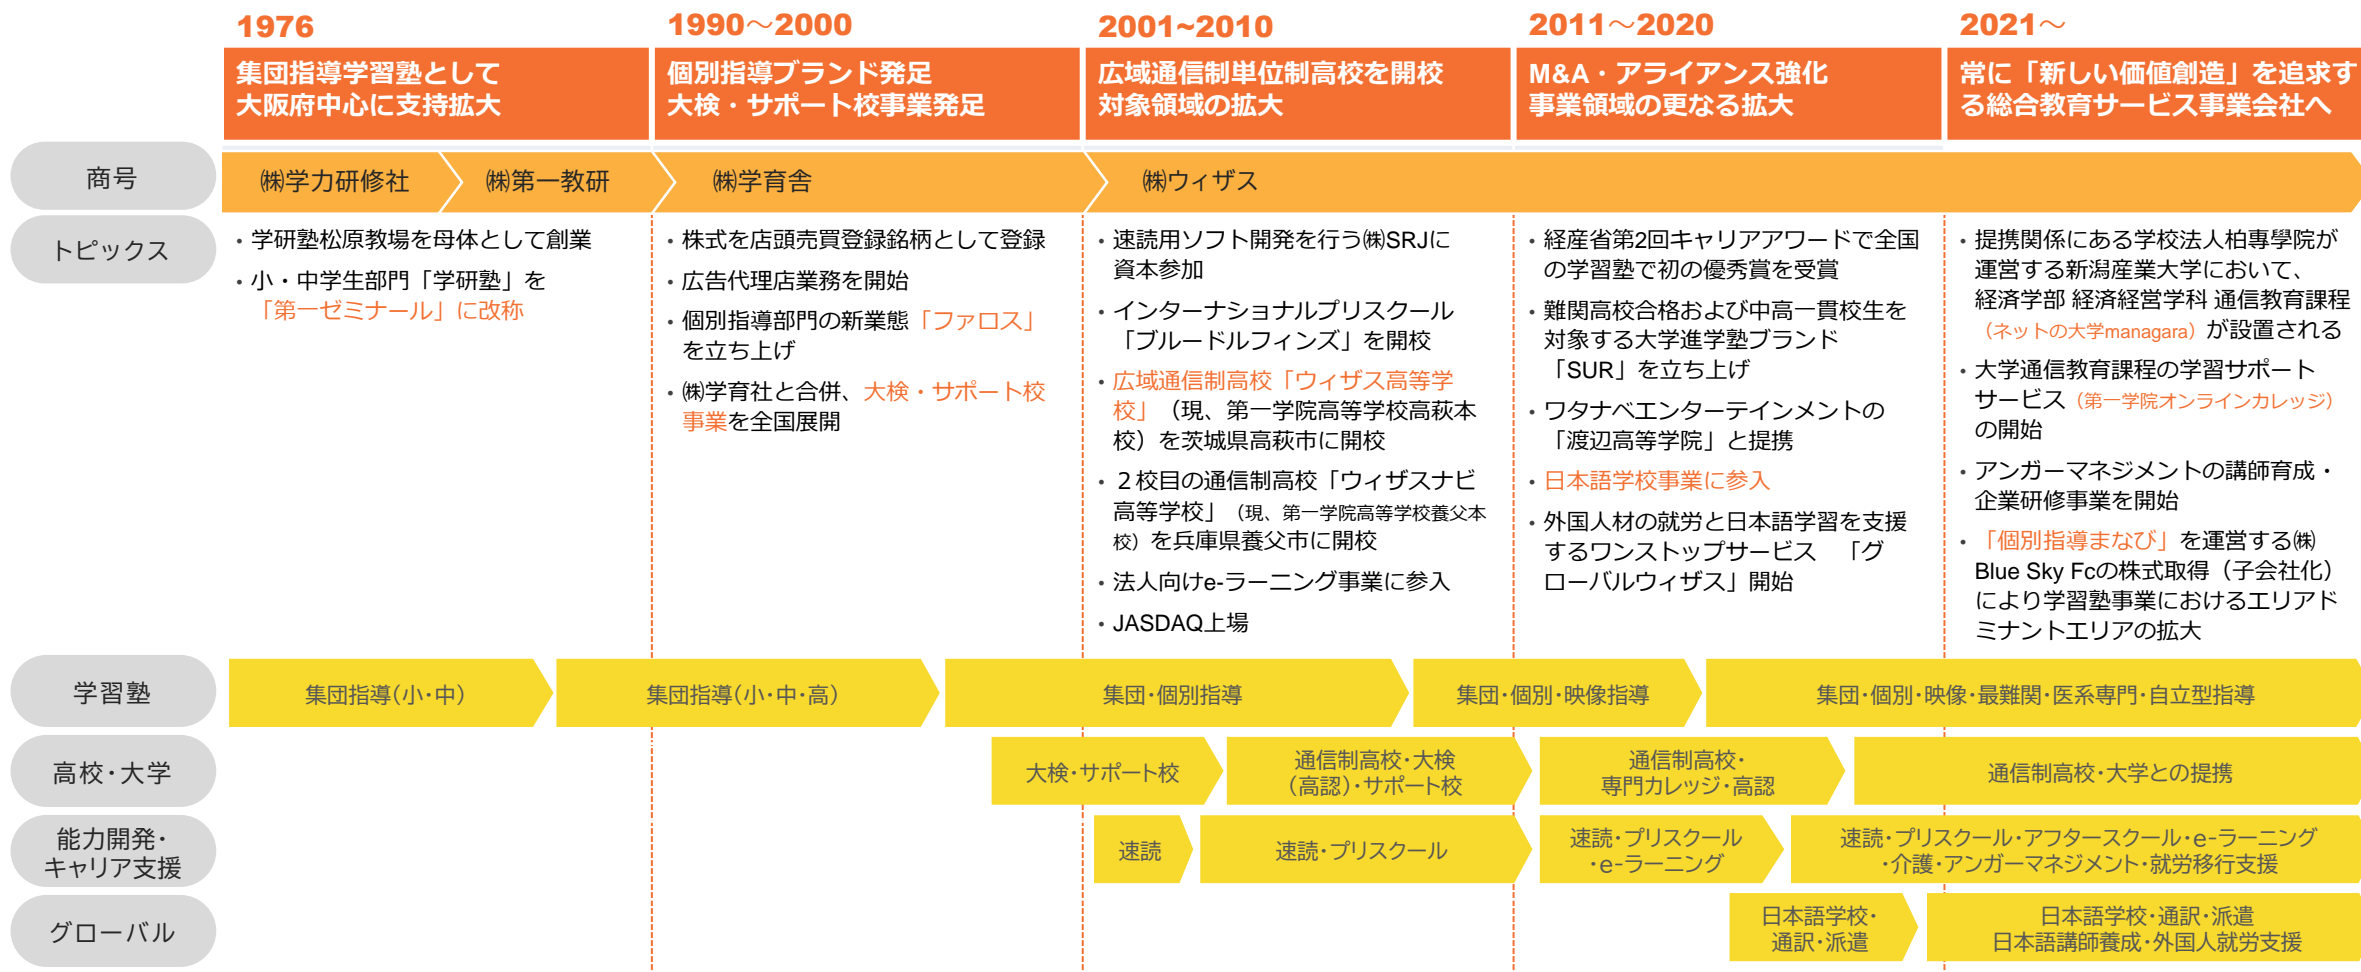 1976
1990～2000
2001~2010
2011～2020
2021～
集団指導学習塾として
大阪府中心に支持拡大
個別指導ブランド発足
大検・サポート校事業発足
広域通信制単位制高校を開校
対象領域の拡大
M&A・アライアンス強化
事業領域の更なる拡大
常に「新しい価値創造」を追求す
る総合教育サービス事業会社へ
商号
㈱学力研修社
㈱第一教研
㈱学育舎
㈱ウィザス
トピックス
・学研塾松原教場を母体として創業
・小・中学生部門「学研塾」を
「第一ゼミナール」に改称
・株式を店頭売買登録銘柄として登録
・広告代理店業務を開始
・個別指導部門の新業態「ファロス」
を立ち上げ
・㈱学育社と合併、大検・サポート校
事業を全国展開
・速読用ソフト開発を行う㈱SRJに
資本参加
・インターナショナルプリスクール
「ブルードルフィンズ」を開校
・広域通信制高校「ウィザス高等学
校」（現、第一学院高等学校高萩本
校）を茨城県高萩市に開校
・２校目の通信制高校「ウィザスナビ
高等学校」（現、第一学院高等学校養父本
校）を兵庫県養父市に開校
・法人向けe-ラーニング事業に参入
・JASDAQ上場
・経産省第2回キャリアアワードで全国
の学習塾で初の優秀賞を受賞
・難関高校合格および中高一貫校生を
対象する大学進学塾ブランド
「SUR」を立ち上げ
・ワタナベエンターテインメントの
「渡辺高等学院」と提携
・日本語学校事業に参入
・外国人材の就労と日本語学習を支援
するワンストップサービス　「グ
ローバルウィザス」開始
・提携関係にある学校法人柏専學院が
運営する新潟産業大学において、
経済学部 経済経営学科 通信教育課程
（ネットの大学managara）が設置される
・大学通信教育課程の学習サポート
サービス（第一学院オンラインカレッジ）
の開始
・アンガーマネジメントの講師育成・
企業研修事業を開始
・「個別指導まなび」を運営する㈱
Blue Sky Fcの株式取得（子会社化）
により学習塾事業におけるエリアド
ミナントエリアの拡大
学習塾
集団指導（小・中）
集団指導（小・中・高）
集団・個別指導
集団・個別・映像指導
集団・個別・映像・最難関・医系専門・自立型指導
高校・大学
大検・サポート校
通信制高校・大検
（高認）・サポート校
通信制高校・
専門カレッジ・高認
通信制高校・大学との提携
能力開発・
キャリア支援
速読
速読・プリスクール
速読・プリスクール
・e-ラーニング
速読・プリスクール・アフタースクール・e-ラーニング
・介護・アンガーマネジメント・就労移行支援
グローバル
日本語学校・
通訳・派遣
日本語学校・通訳・派遣
日本語講師養成・外国人就労支援